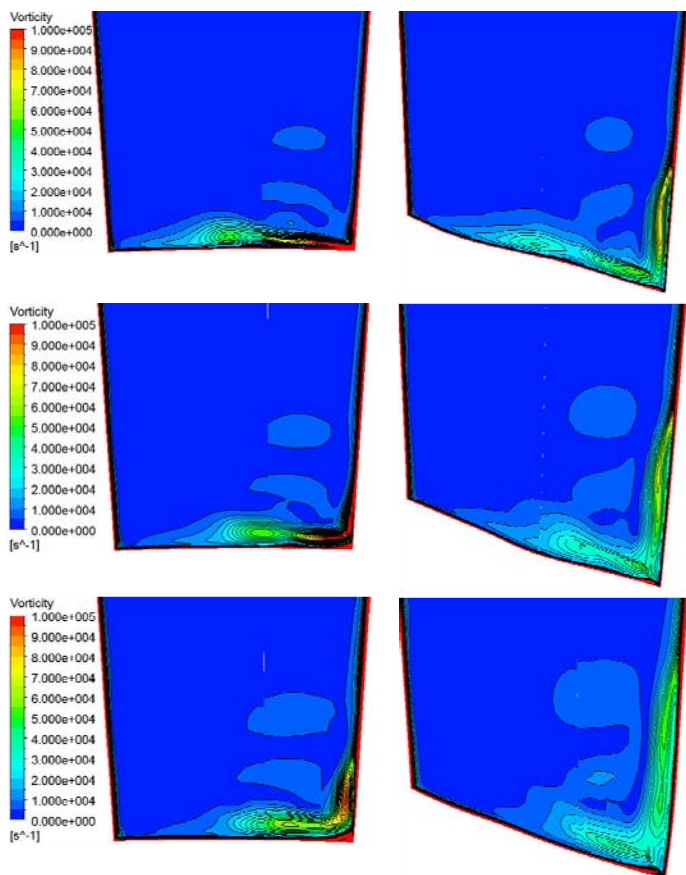 Vorticity
1.000e+005
9.000e+004
8.000e+004
7.000e+004
6.000e+004
5.000e+004
4.000e+004
3.000e+004
2.000e+004
1.000e+004
0.000e+000
[s^-1]
Vorticity
1.000e+005
9.000e+004
8.000e+004
7.000e+004
6.000e+004
5.000e+004
4.000e+004
3.000e+004
2.000e+004
1.000e+004
0.000e+000
[s^-1]
Vorticity
1.000e+005
9.000e+004
8.000e+004
7.000e+004
6.000e+004
5.000e+004
4.000e+004
3.000e+004
2.000e+004
1.000e+004
0.000e+000
[s^-1]